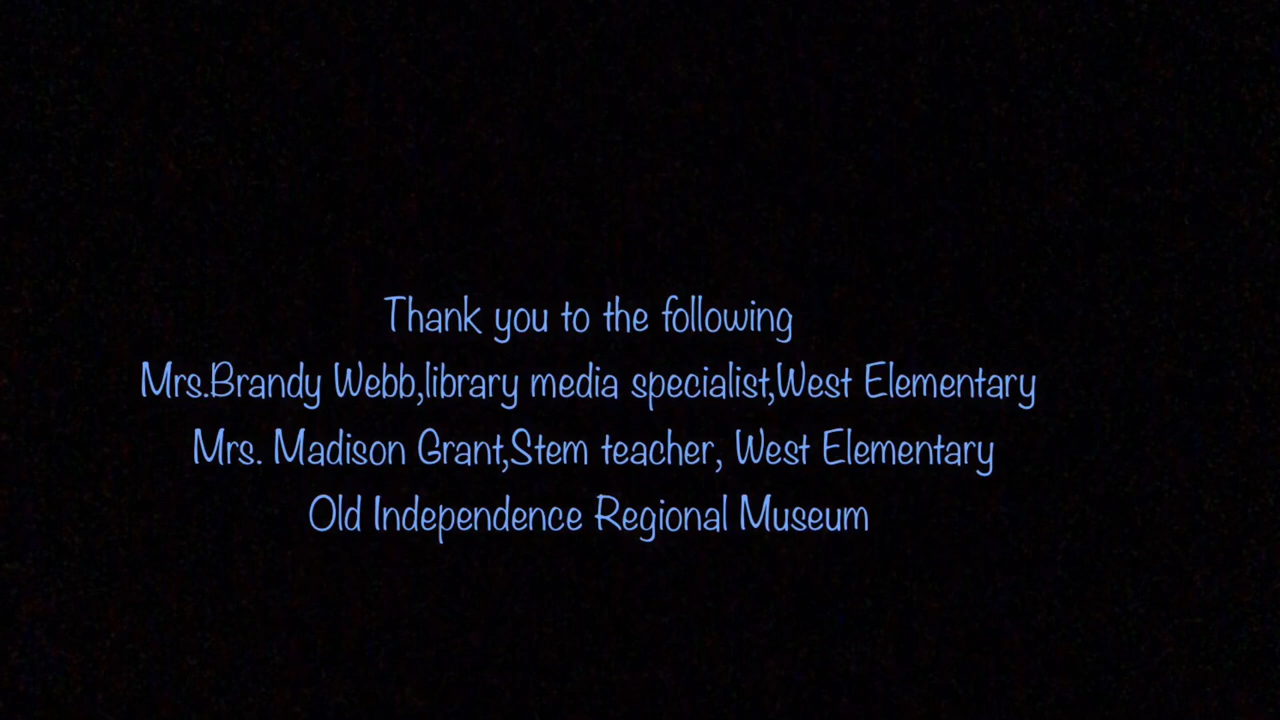 Thank you to the following
Mrs.Brandy Webb,library media specialist,West Elementary
Mrs. Madison Grant,Stem teacher, West Elementary
Old Independence Regional Museum